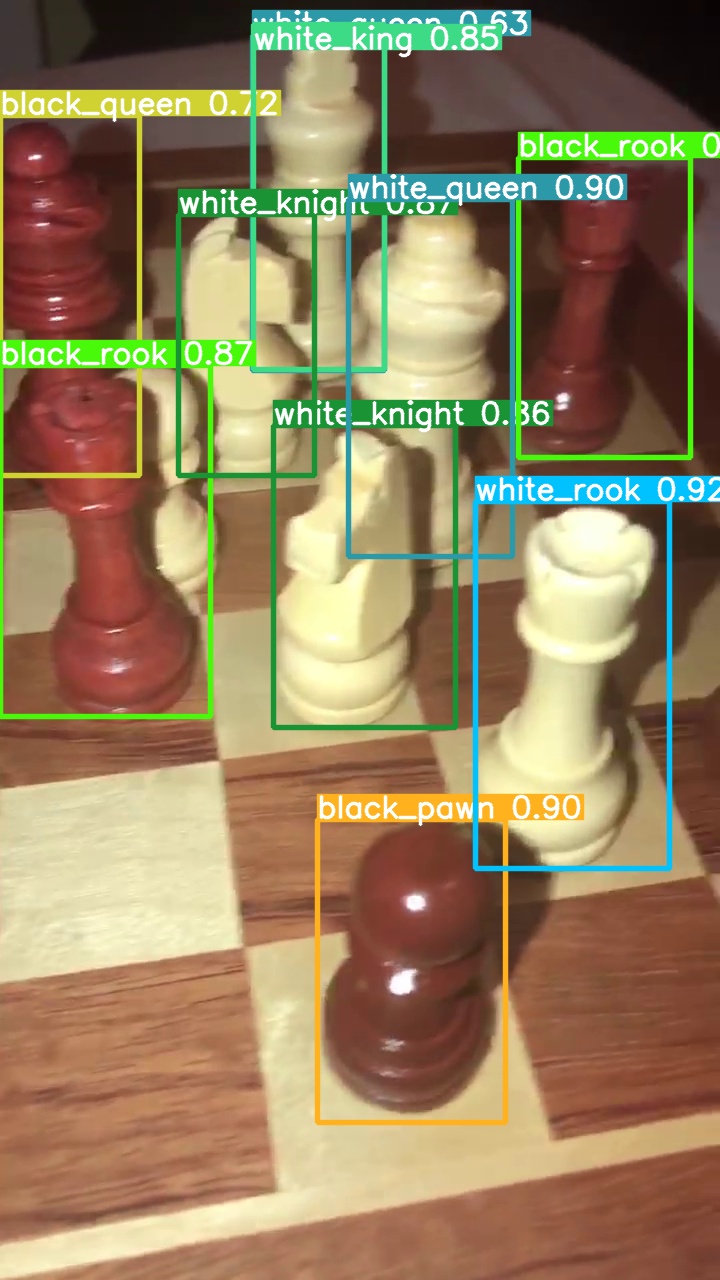 white_queen 0.63
white_king 0.85
black_queen 0.72
black_rook 0
white_queen 0.90
white_knight 0.87
black_rook 0.87
white_knight 0.86
white_rook 0.92
black_pawn 0.90